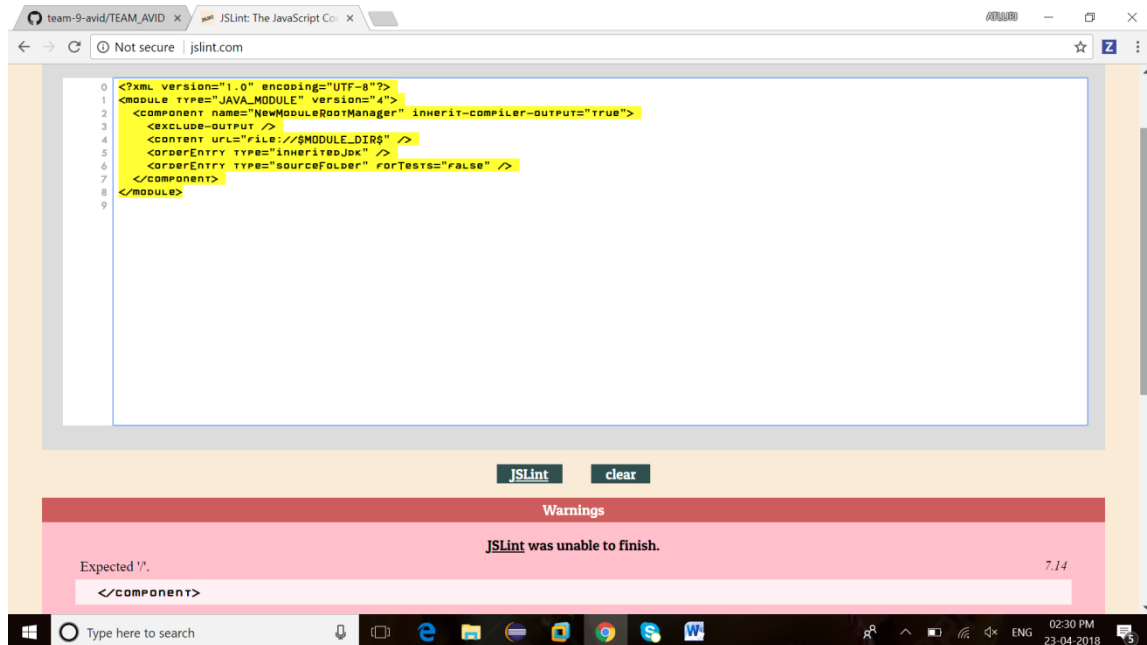 team-9-avid/TEAM_AVID
JSLint: The JavaScript Co
ATLURI
Not secure | jslint.com
Z
0 <?xml version="1.0" encoding="UTF-8"?>
1 <module type="JAVA_MODULE" version="4">
2 <component name="NewModuleRootManager" inherit-compiler-output="true">
3 <exclude-output />
4 <content url="file://$MODULE_DIR$" />
5 <orderEntry type="inheritedJdk" />
6 <orderEntry type="sourceFolder" forTests="false" />
7 </component>
8 </module>
9
JSLint clear
Warnings
JSLint was unable to finish.
Expected '/'. 7.14
</component>
Type here to search
ENG
02:30 PM
23-04-2018
5